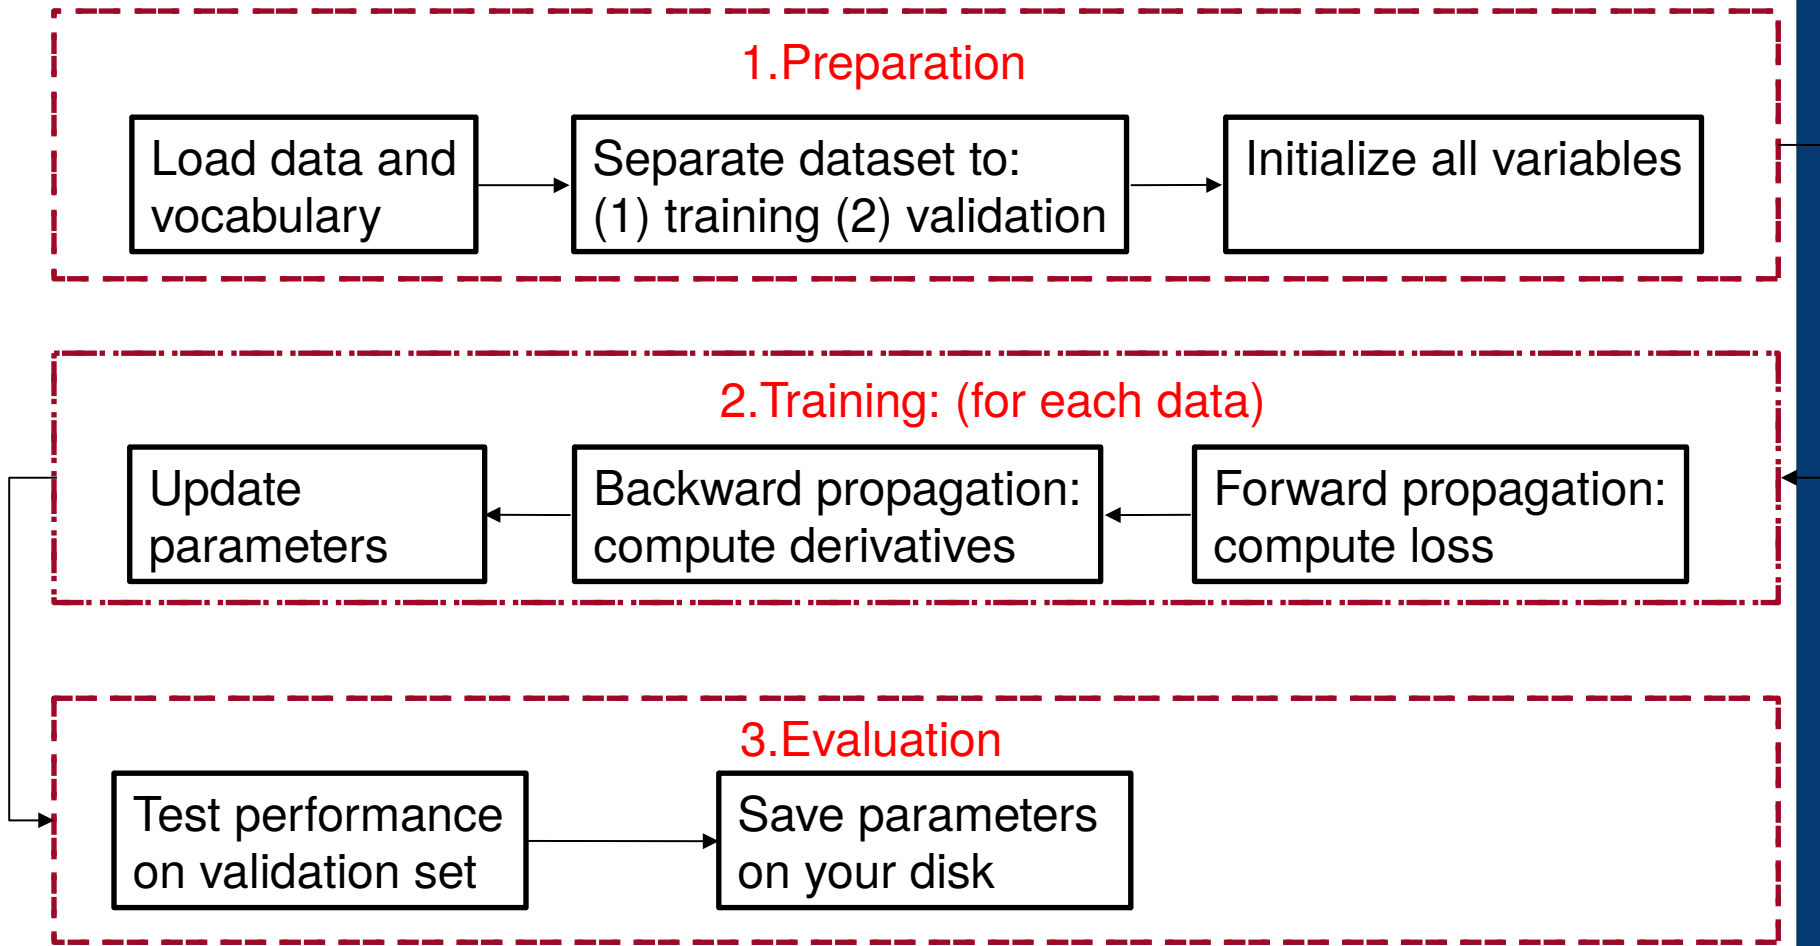 1.Preparation
Load data and
vocabulary
Separate dataset to:
(1) training (2) validation
Initialize all variables
2.Training: (for each data)
Update
parameters
Backward propagation:
compute derivatives
Forward propagation:
compute loss
3.Evaluation
Test performance
on validation set
Save parameters
on your disk